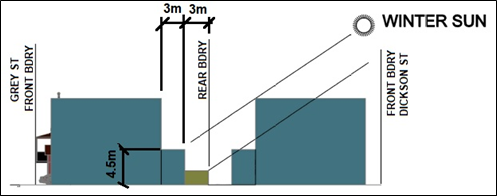 3m 3m
WINTER SUN
GREY ST
FRONT BDRY
REAR BDRY
FRONT BDRY
DICKSON ST
4.5m